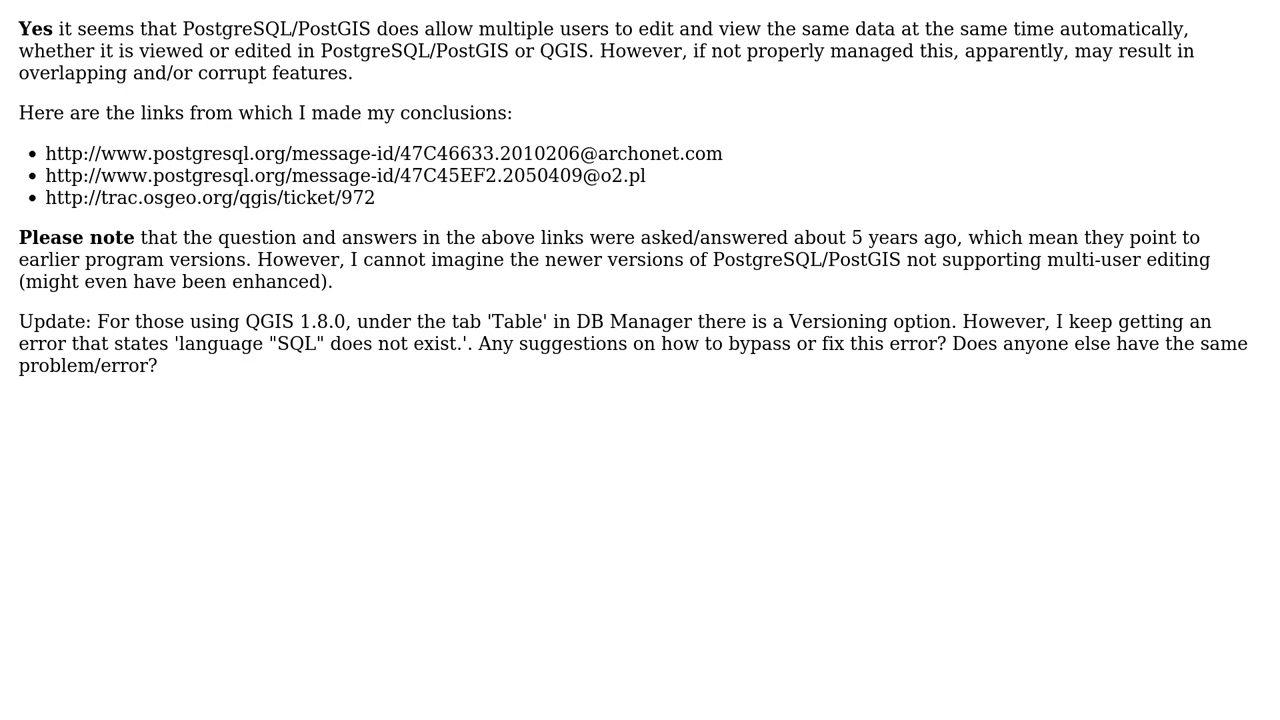 Yes it seems that PostgreSQL/PostGIS does allow multiple users to edit and view the same data at the same time automatically,
whether it is viewed or edited in PostgreSQL/PostGIS or QGIS. However, if not properly managed this, apparently, may result in
overlapping and/or corrupt features.
Here are the links from which I made my conclusions:
• http://www.postgresql.org/message-id/47C46633.2010206@archonet.com
• http://www.postgresql.org/message-id/47C45EF2.2050409@o2.pl
• http://trac.osgeo.org/qgis/ticket/972
Please note that the question and answers in the above links were asked/answered about 5 years ago, which mean they point to
earlier program versions. However, I cannot imagine the newer versions of PostgreSQL/PostGIS not supporting multi-user editing
(might even have been enhanced).
Update: For those using QGIS 1.8.0, under the tab 'Table' in DB Manager there is a Versioning option. However, I keep getting an
error that states 'language "SQL" does not exist.'. Any suggestions on how to bypass or fix this error? Does anyone else have the same
problem/error?